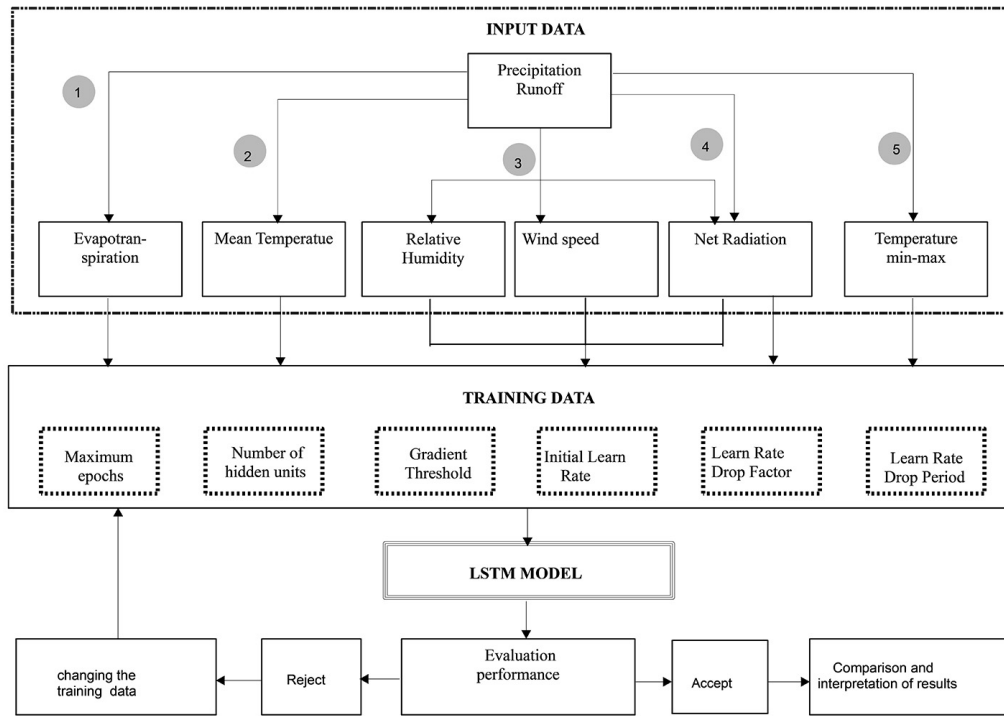 INPUT DATA
Precipitation
Runoff
1
2
3
4
5
Evapotran-
spiration
Mean Temperatue
Relative
Humidity
Wind speed
Net Radiation
Temperature
min-max
TRAINING DATA
Maximum
epochs
Number of
hidden units
Gradient
Threshold
Initial Learn
Rate
Learn Rate
Drop Factor
Learn Rate
Drop Period
LSTM MODEL
changing the
training data
Reject
Evaluation
performance
Accept
Comparison and
interpretation of results